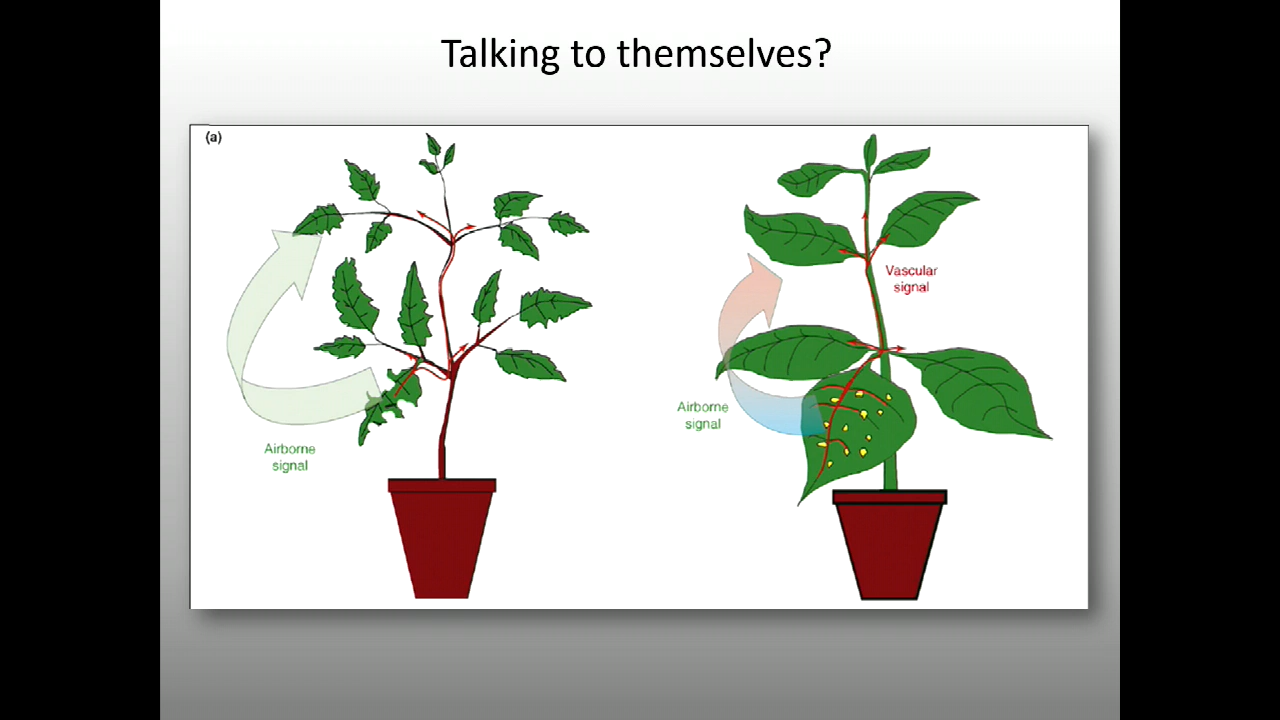 Talking to themselves?
(a)
Vascular
signal
Airborne
signal
Airborne
signal